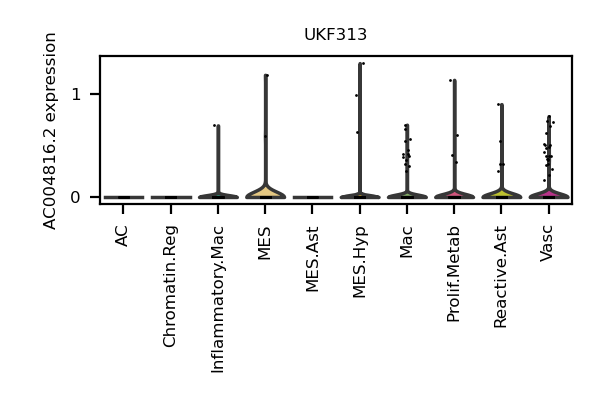 UKF313
AC004816.2 expression
1
0
AC
Chromatin.Reg
Inflammatory.Mac
MES
MES.Ast
MES.Hyp
Mac
Prolif.Metab
Reactive.Ast
Vasc